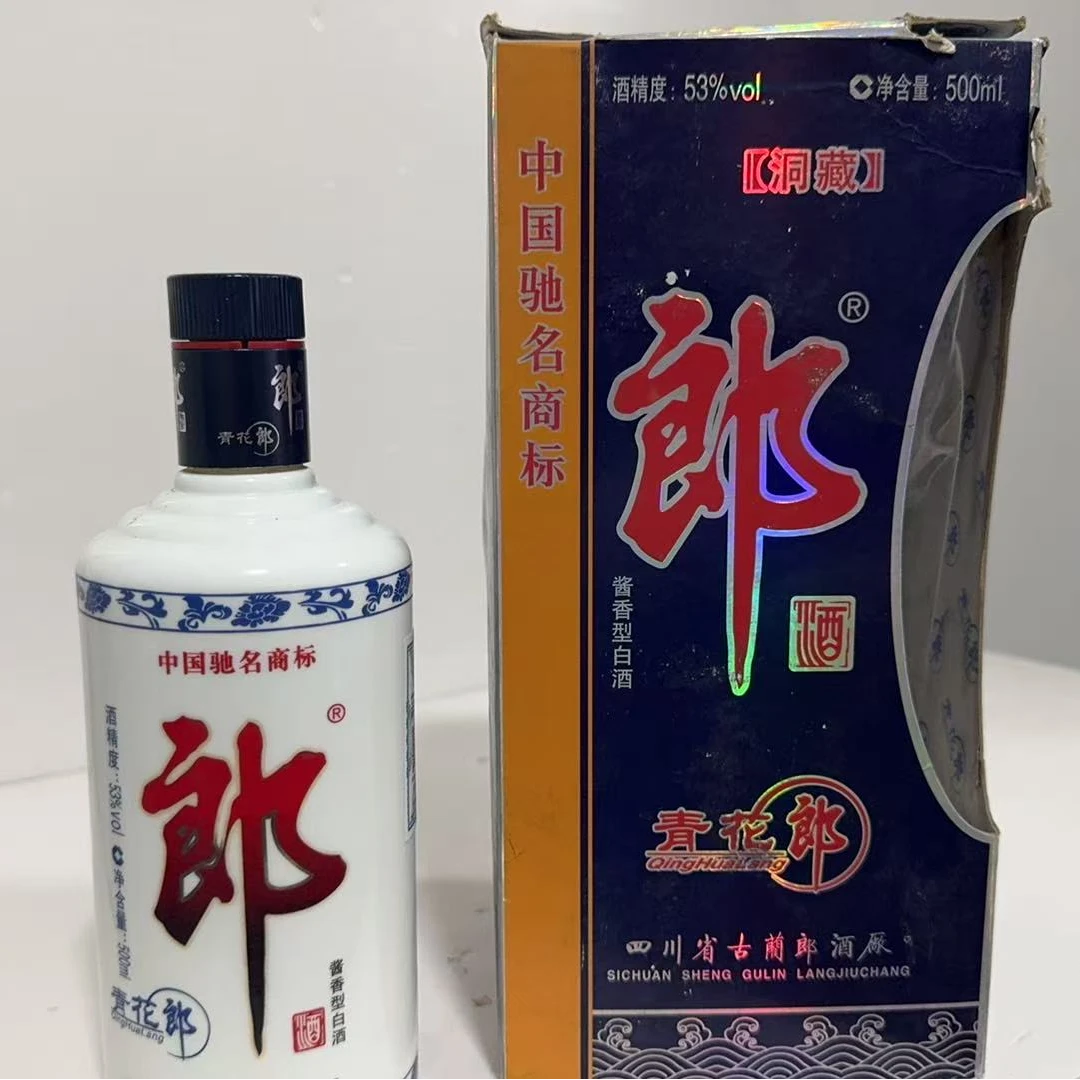 郎
青花郎
中国驰名商标
郎®
酒精度：53%vol 净含量：500ml
酱香型白酒
酒
青花郎
QingHuaLang
中国驰名商标
酒精度：53%vol 净含量：500ml
【洞藏】
郎®
酱香型白酒
酒
青花郎
QingHuaLang
四川省古蔺郎酒厂
SICHUAN SHENG GULIN LANGJIUCHANG